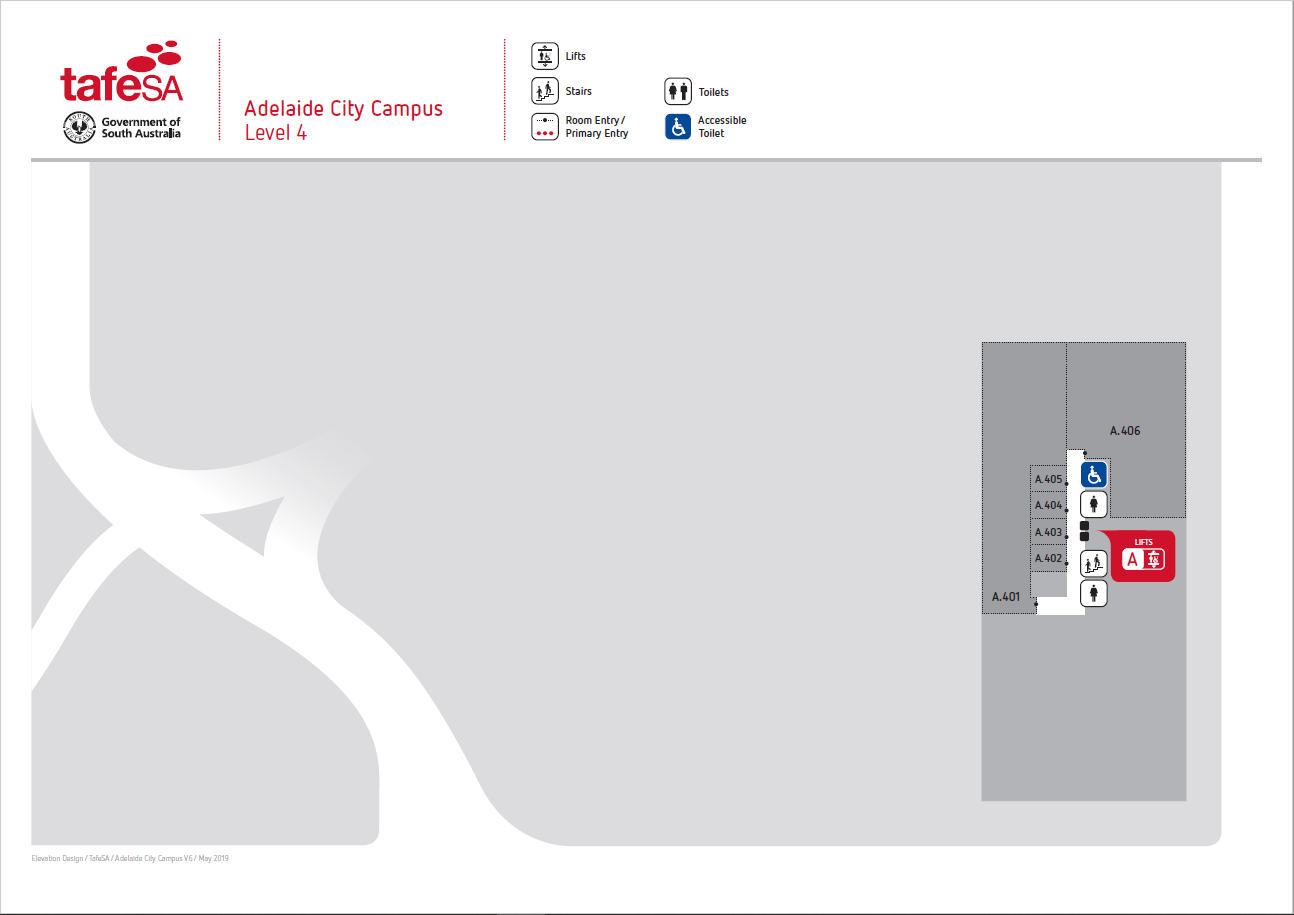 tafeSA
Government of
South Australia
Adelaide City Campus
Level 4
Lifts
Stairs
Toilets
Room Entry /
Primary Entry
Accessible
Toilet
A.406
A.405
A.404
A.403
A.402
A.401
LIFTS
A
Elevation Design / TafeSA / Adelaide City Campus V6 / May 2019